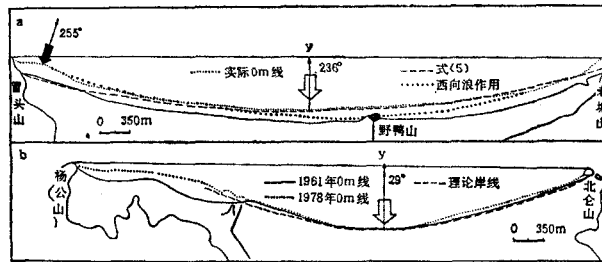 a
255°
y
实际0m线
236°
式(5)
西向浪作用
冒头山
0 350m
野鸭山
b
y
杨公山
1961年0m线
1978年0m线
29°
理论岸线
北仑山
0 350m